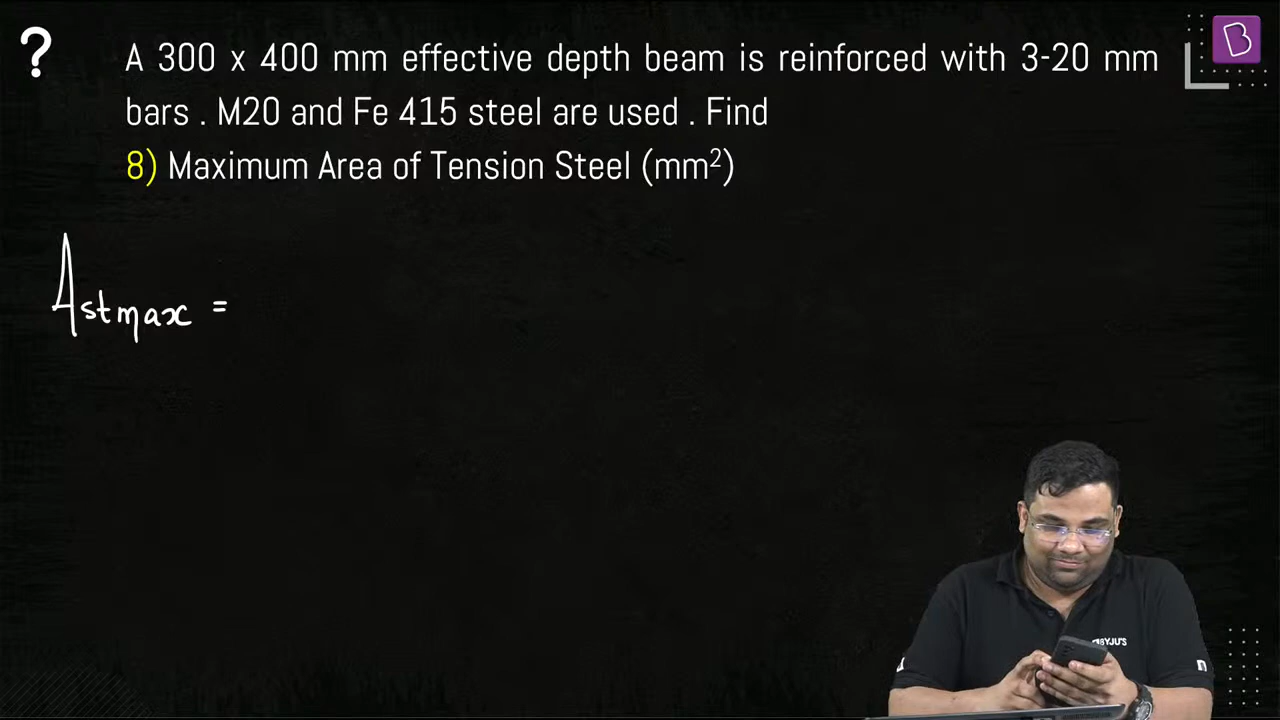 ?
A 300 x 400 mm effective depth beam is reinforced with 3-20 mm
bars . M20 and Fe 415 steel are used . Find
8) Maximum Area of Tension Steel (mm²)
Astmax =
B
BYJU'S